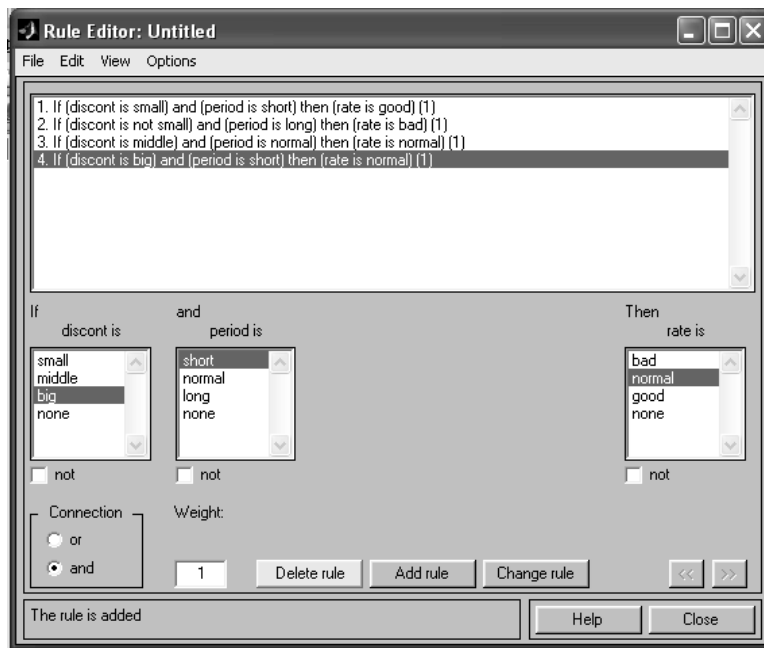 Rule Editor: Untitled
File Edit View Options
1. If (discont is small) and (period is short) then (rate is good) (1)
2. If (discont is not small) and (period is long) then (rate is bad) (1)
3. If (discont is middle) and (period is normal) then (rate is normal) (1)
4. If (discont is big) and (period is short) then (rate is normal) (1)
If and Then
discont is period is rate is
small short bad
middle normal normal
big long good
none none none
not not not
Connection Weight:
or
and 1 Delete rule Add rule Change rule << >>
The rule is added Help Close